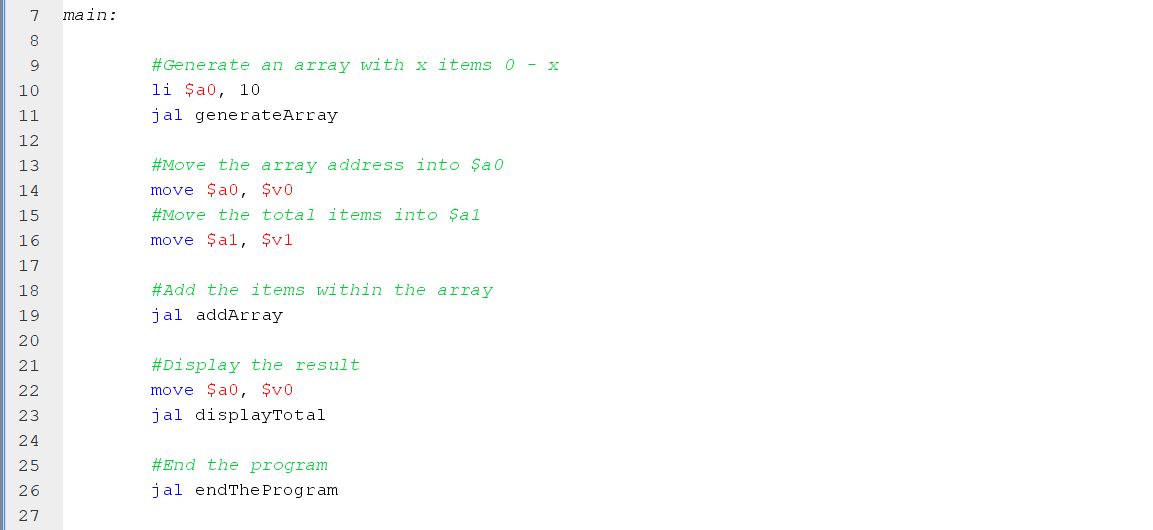 7 main:
8
9 #Generate an array with x items 0 - x
10 li $a0, 10
11 jal generateArray
12
13 #Move the array address into $a0
14 move $a0, $v0
15 #Move the total items into $a1
16 move $a1, $v1
17
18 #Add the items within the array
19 jal addArray
20
21 #Display the result
22 move $a0, $v0
23 jal displayTotal
24
25 #End the program
26 jal endTheProgram
27